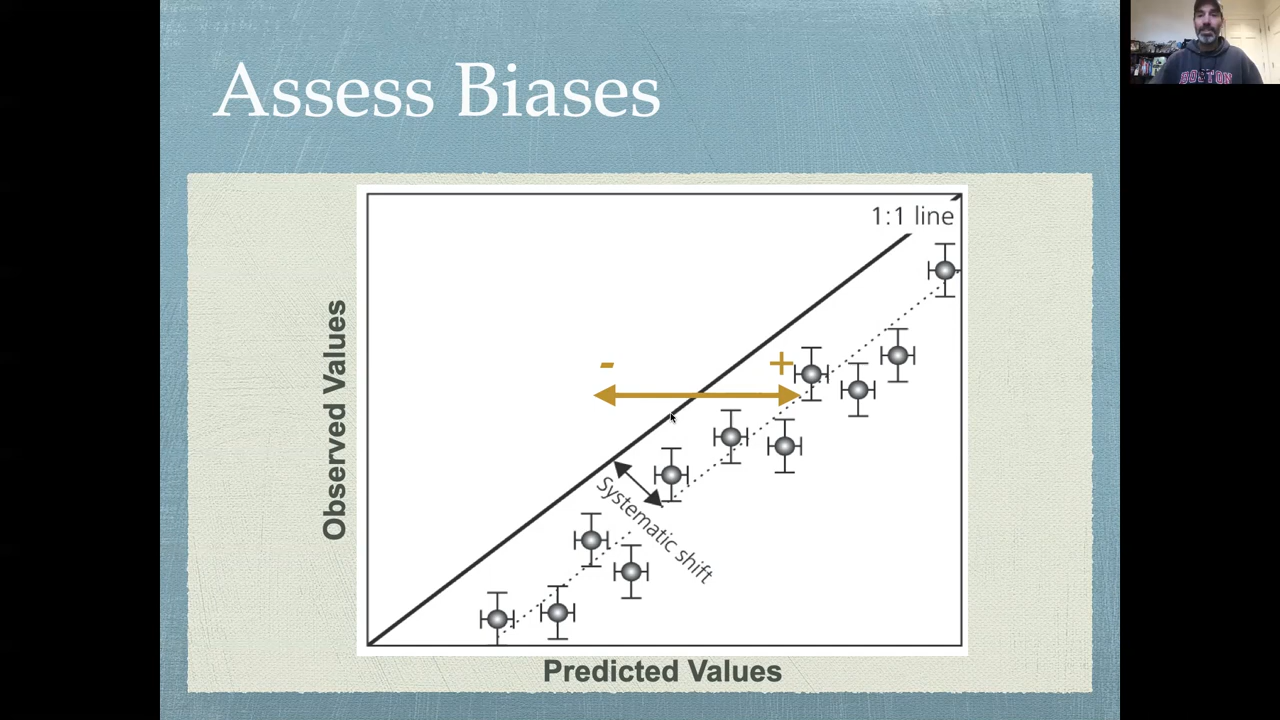 Assess Biases
BOSTON
1:1 line
- +
Observed Values
Systematic shift
Predicted Values